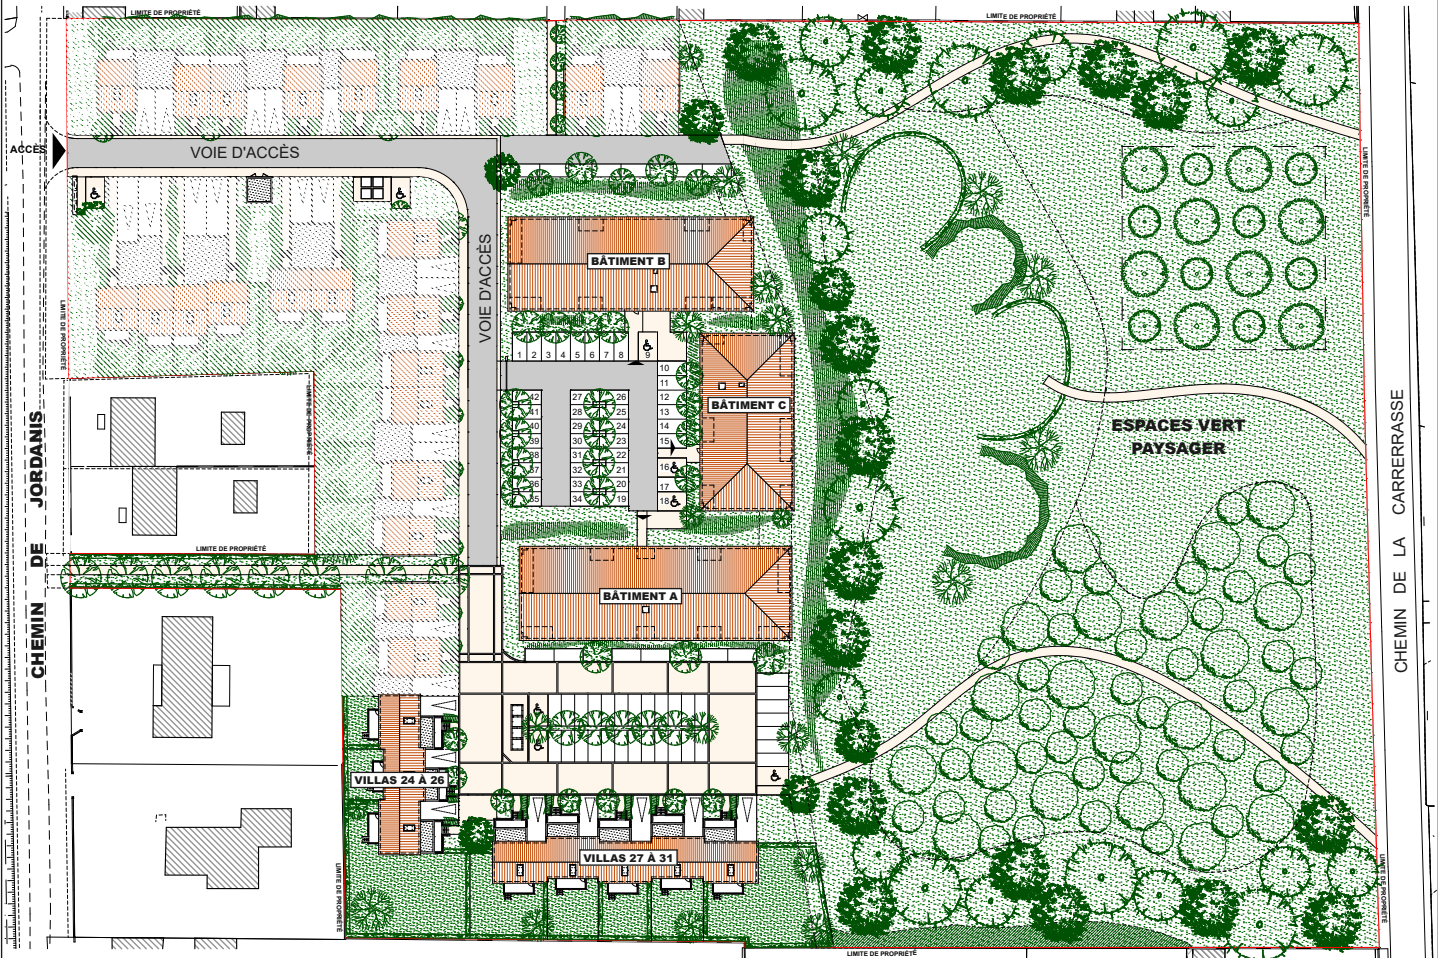 LIMITE DE PROPRIÉTÉ
LIMITE DE PROPRIÉTÉ
ACCÈS
VOIE D'ACCÈS
LIMITE DE PROPRIÉTÉ
VOIE D'ACCÈS
BÂTIMENT B
LIMITE DE PROPRIÉTÉ
1 2 3 4 5 6 7 8 9
10
11
12
13
14
15
16
17
18
42
41
40
39
38
37
36
35
27
28
29
30
31
32
33
34
26
25
24
23
22
21
20
19
BÂTIMENT C
LIMITE DE PROPRIÉTÉ
ESPACES VERT
PAYSAGER
CHEMIN DE JORDANIS
CHEMIN DE LA CARRERASSE
LIMITE DE PROPRIÉTÉ
BÂTIMENT A
VILLAS 24 À 26
VILLAS 27 À 31
LIMITE DE PROPRIÉTÉ
LIMITE DE PROPRIÉTÉ
LIMITE DE PROPRIÉTÉ